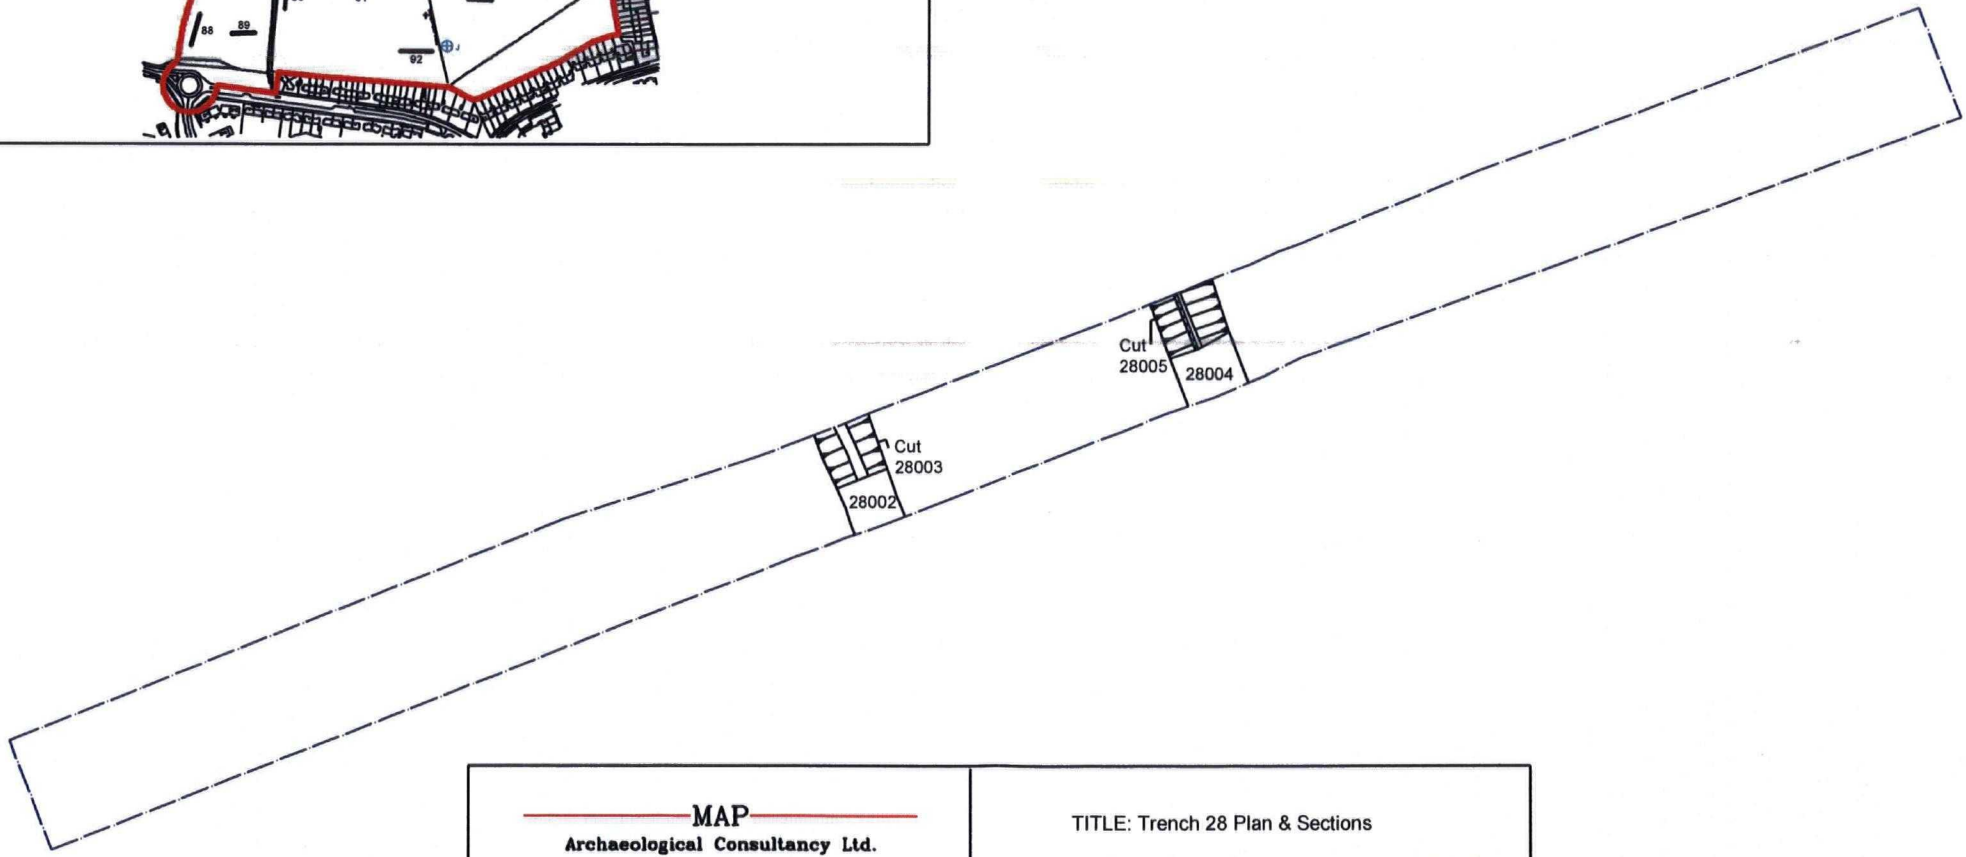 88
89
92
Cut
28005
28004
Cut
28003
28002
MAP
Archaeological Consultancy Ltd.
TITLE: Trench 28 Plan & Sections